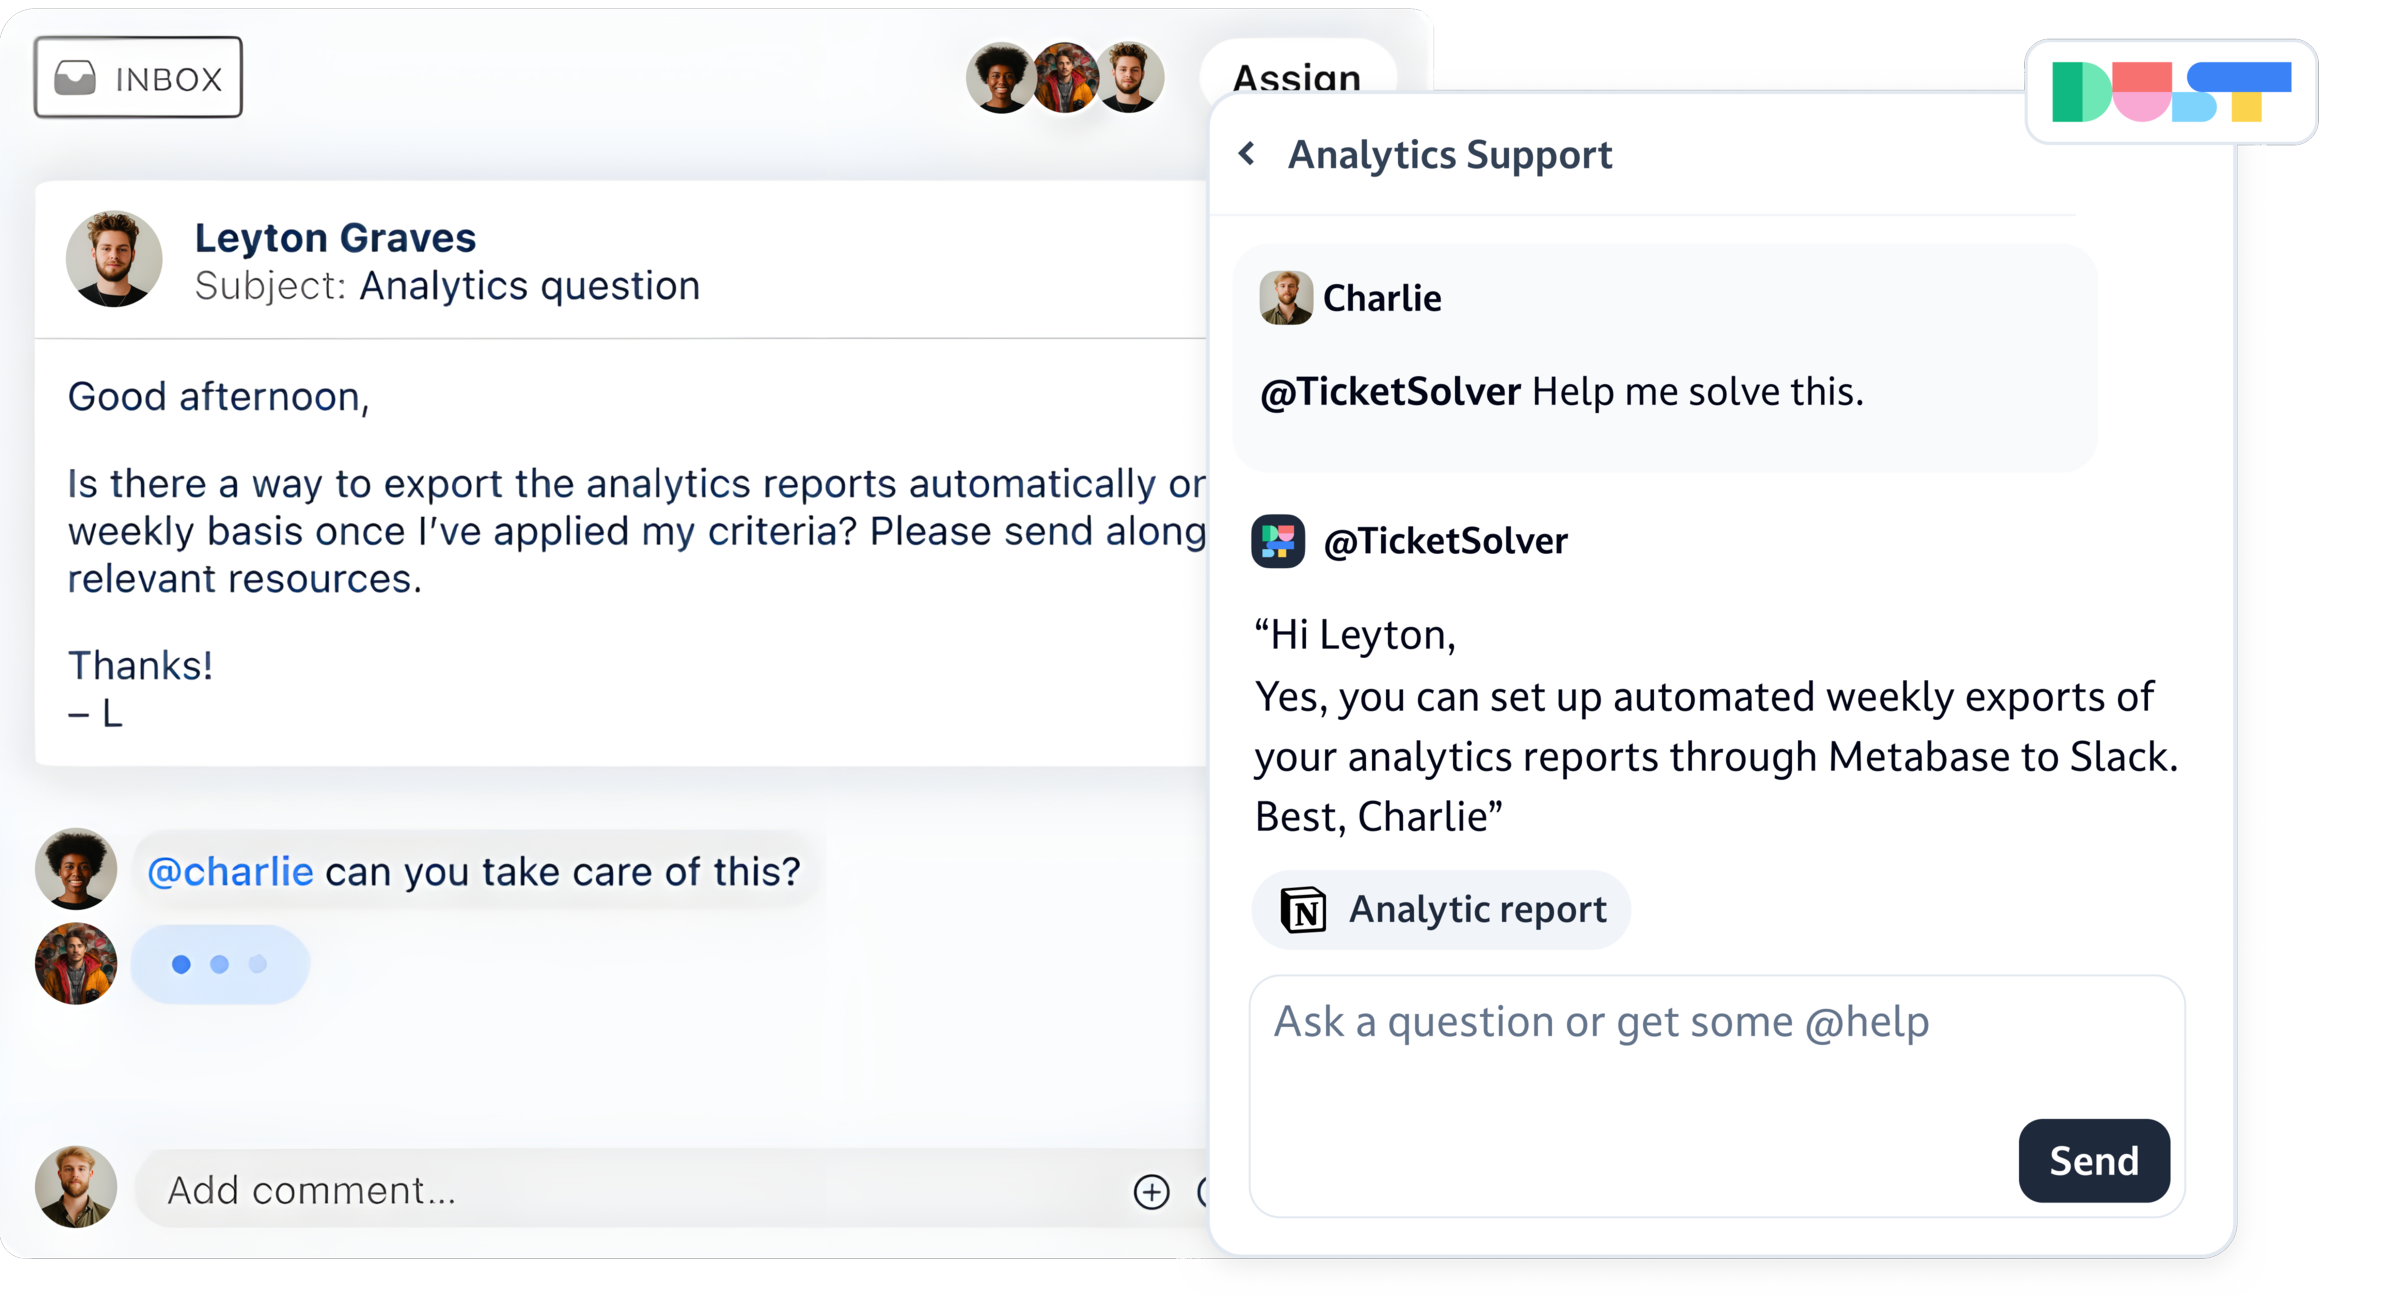 INBOX
Assign
Leyton Graves
Subject: Analytics question
Good afternoon,
Is there a way to export the analytics reports automatically
weekly basis once I’ve applied my criteria? Please send along
relevant resources.
Thanks!
– L
@charlie can you take care of this?
Add comment...
DUST
Analytics Support
Charlie
@TicketSolver Help me solve this.
@TicketSolver
“Hi Leyton,
Yes, you can set up automated weekly exports of
your analytics reports through Metabase to Slack.
Best, Charlie”
Analytic report
Ask a question or get some @help
Send